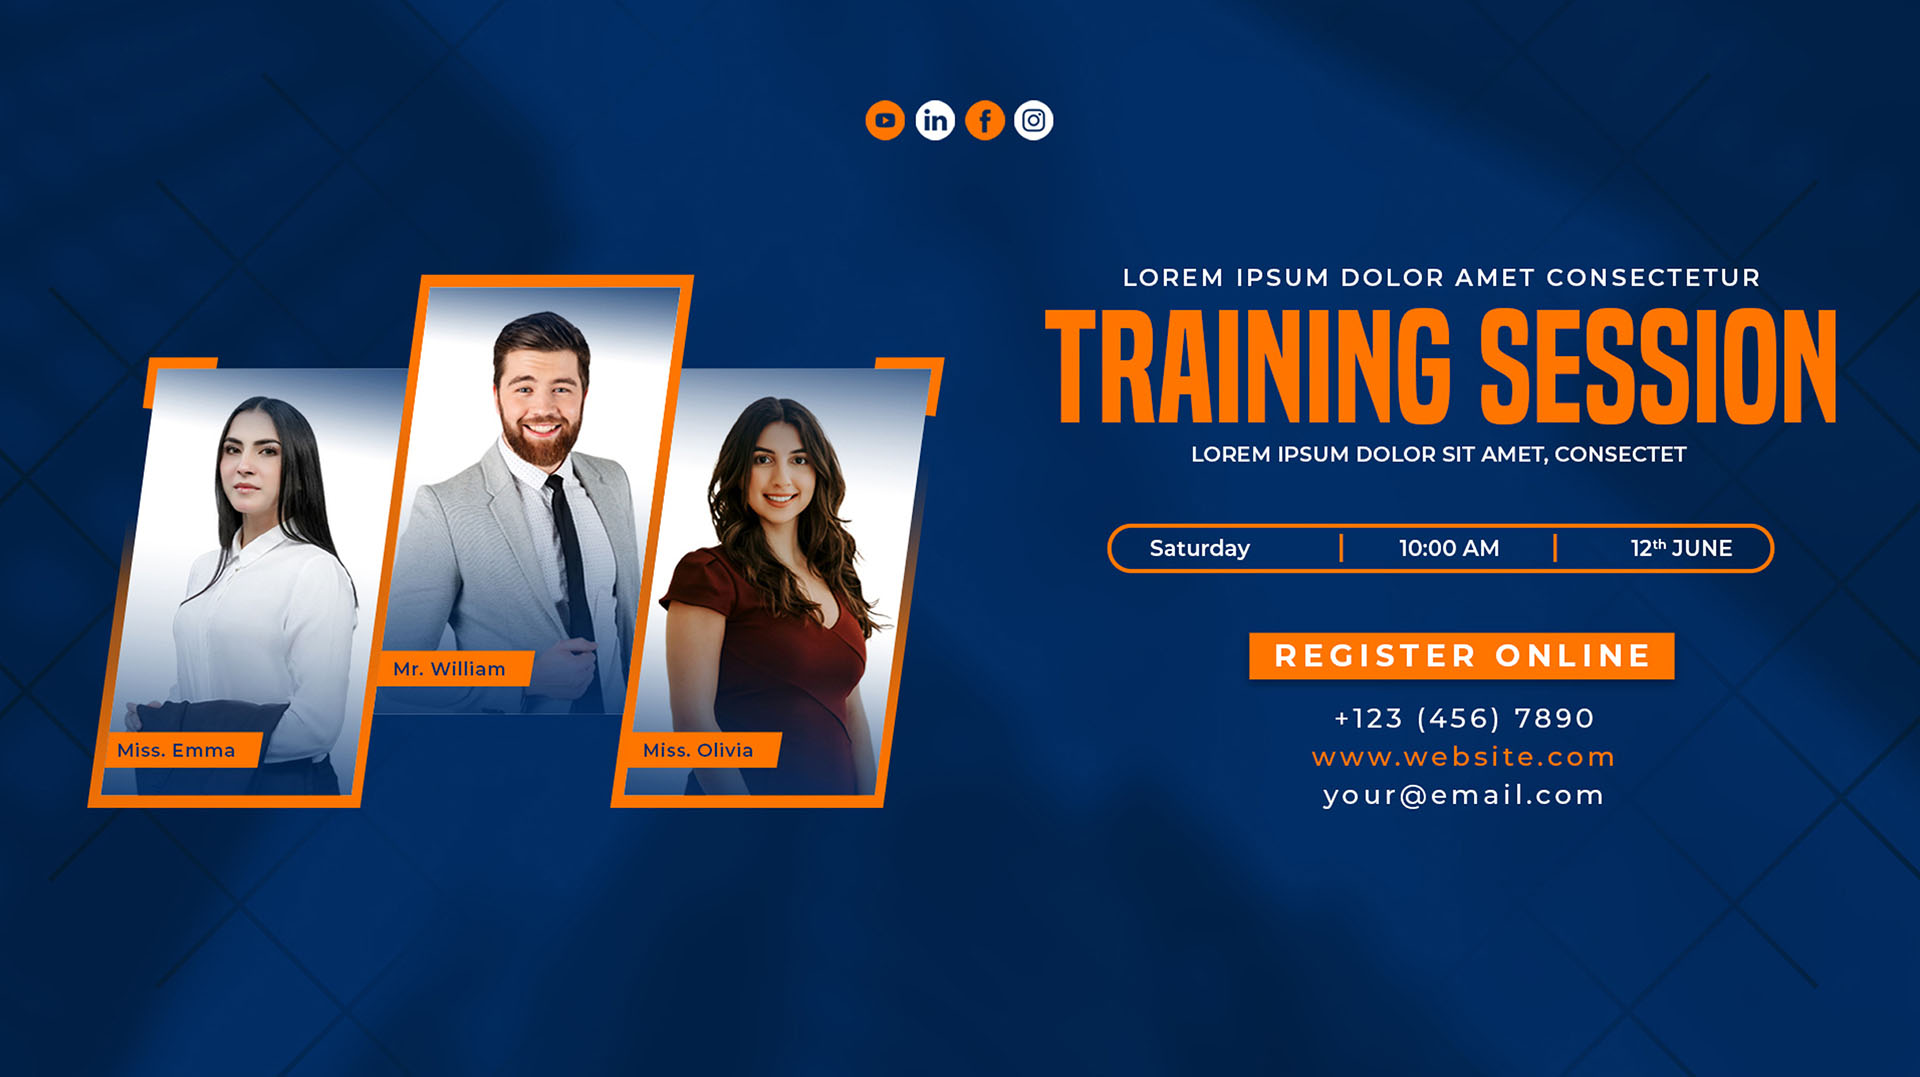 LOREM IPSUM DOLOR AMET CONSECTETUR
TRAINING SESSION
LOREM IPSUM DOLOR SIT AMET, CONSECTET
Saturday | 10:00 AM | 12th JUNE
REGISTER ONLINE
+123 (456) 7890
www.website.com
your@email.com
Mr. William
Miss. Emma
Miss. Olivia
in
f